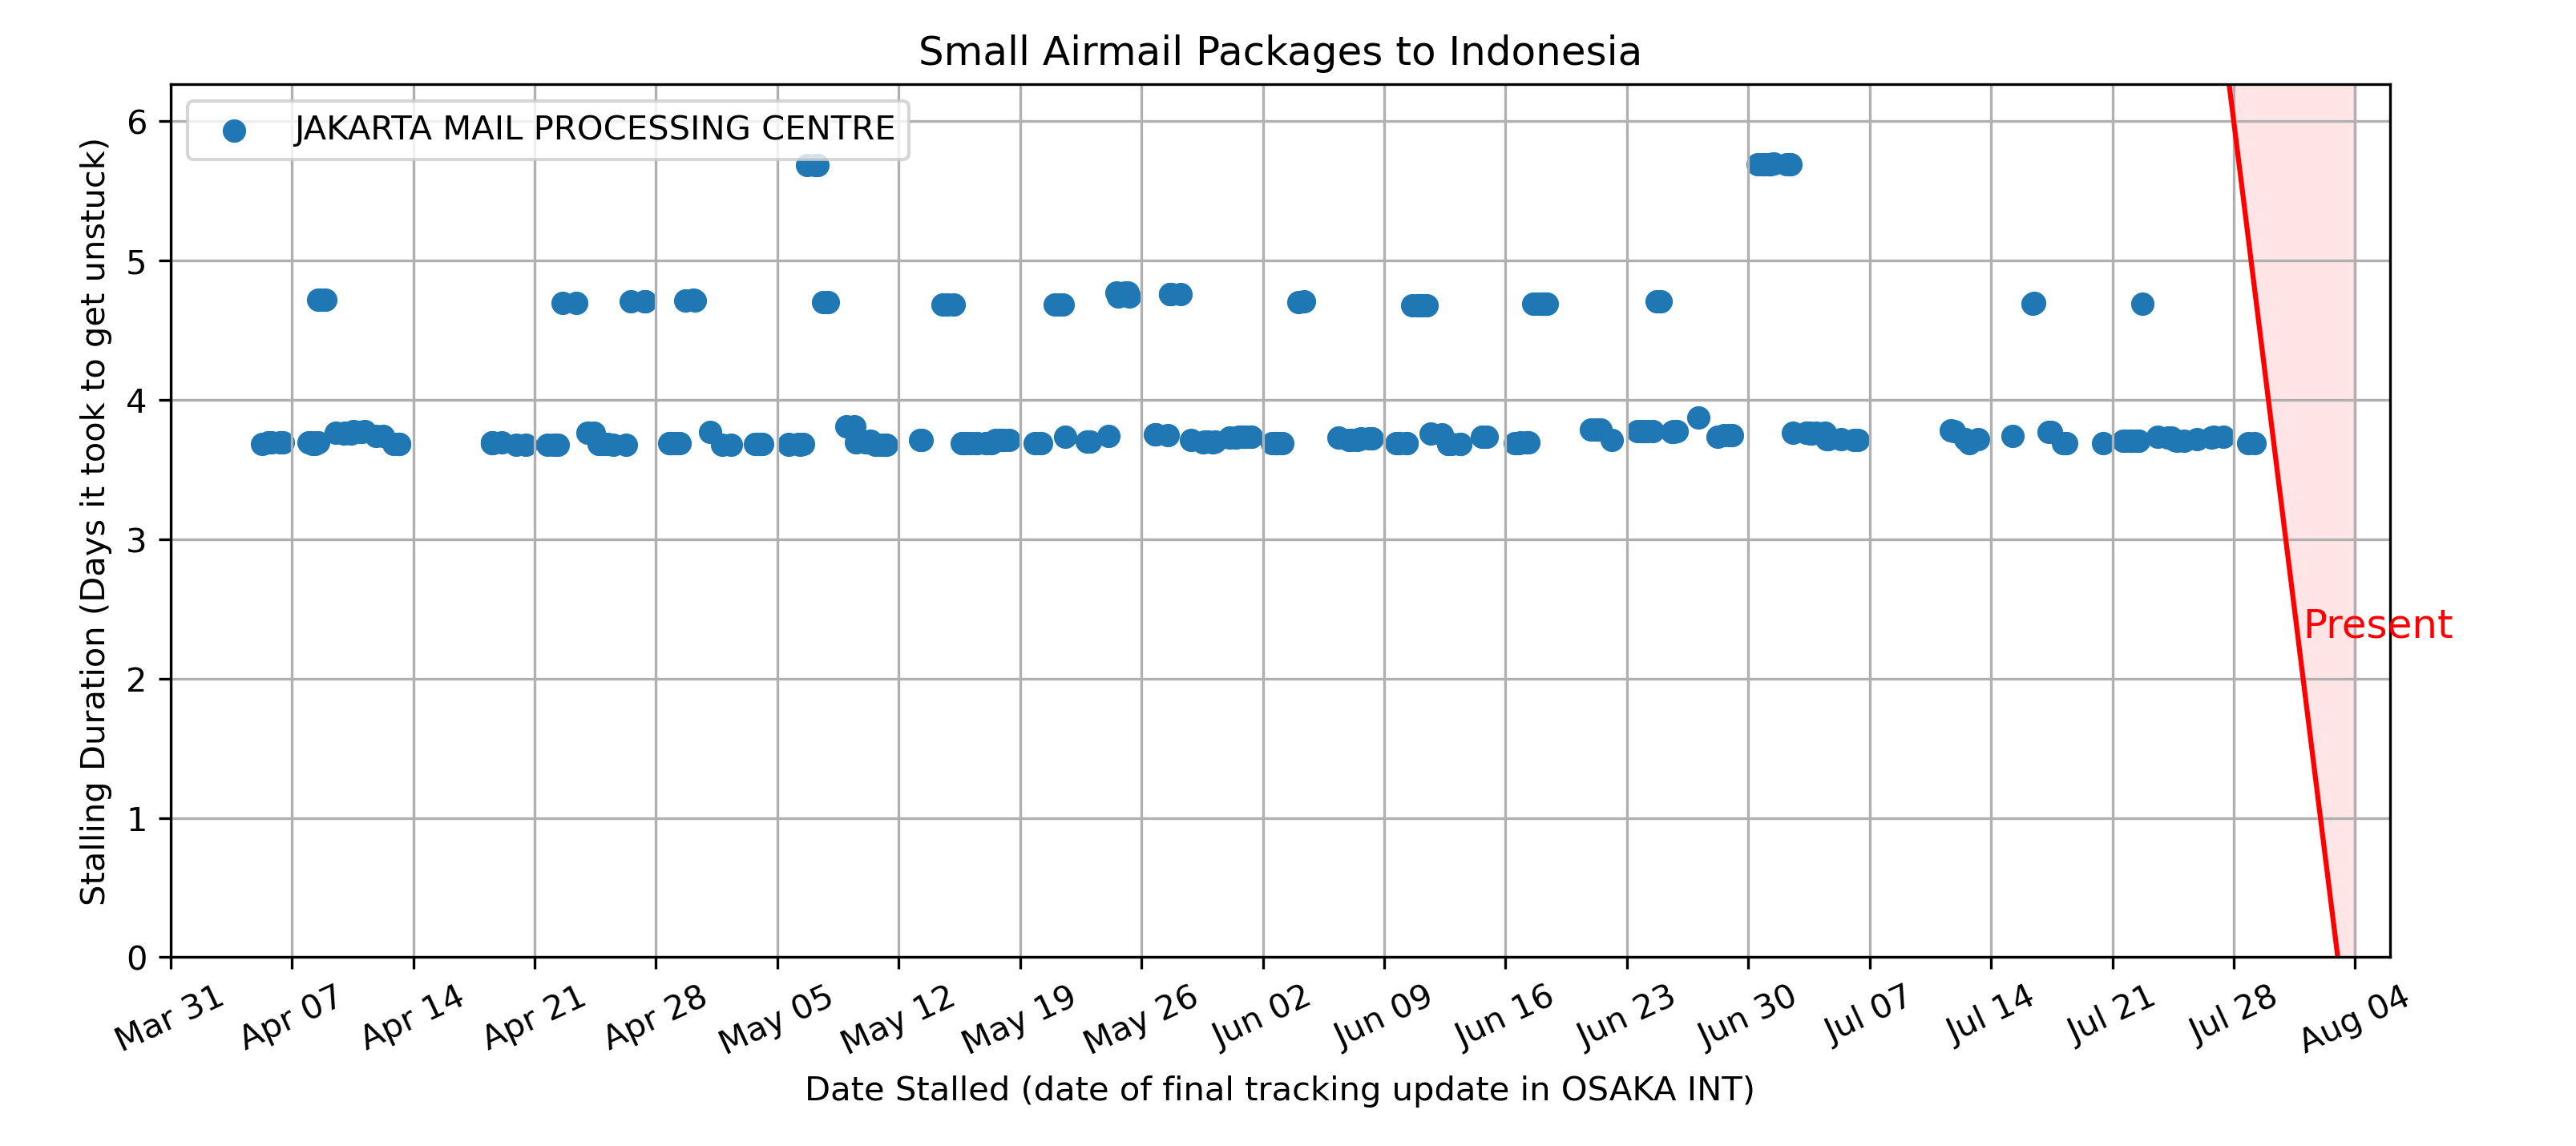 Small Airmail Packages to Indonesia
JAKARTA MAIL PROCESSING CENTRE
Stalling Duration (Days it took to get unstuck)
6
5
4
3
2
1
0
Present
Mar 31
Apr 07
Apr 14
Apr 21
Apr 28
May 05
May 12
May 19
May 26
Jun 02
Jun 09
Jun 16
Jun 23
Jun 30
Jul 07
Jul 14
Jul 21
Jul 28
Aug 04
Date Stalled (date of final tracking update in OSAKA INT)